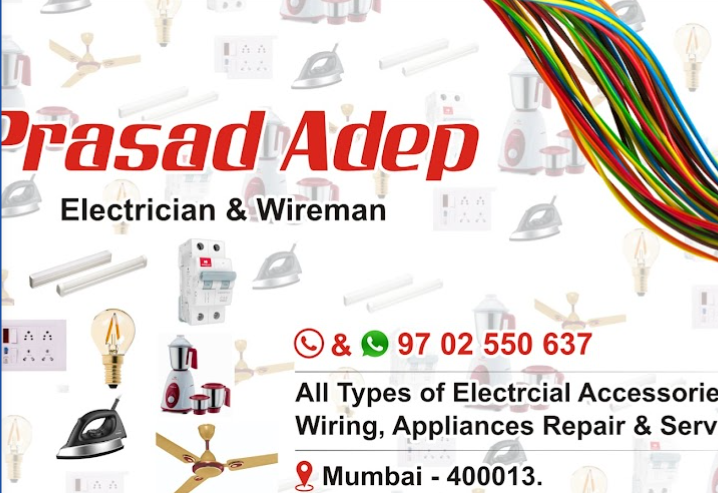 Prasad Adep
Electrician & Wireman
& 97 02 550 637
All Types of Electrcial Accessorie
Wiring, Appliances Repair & Serv
Mumbai - 400013.